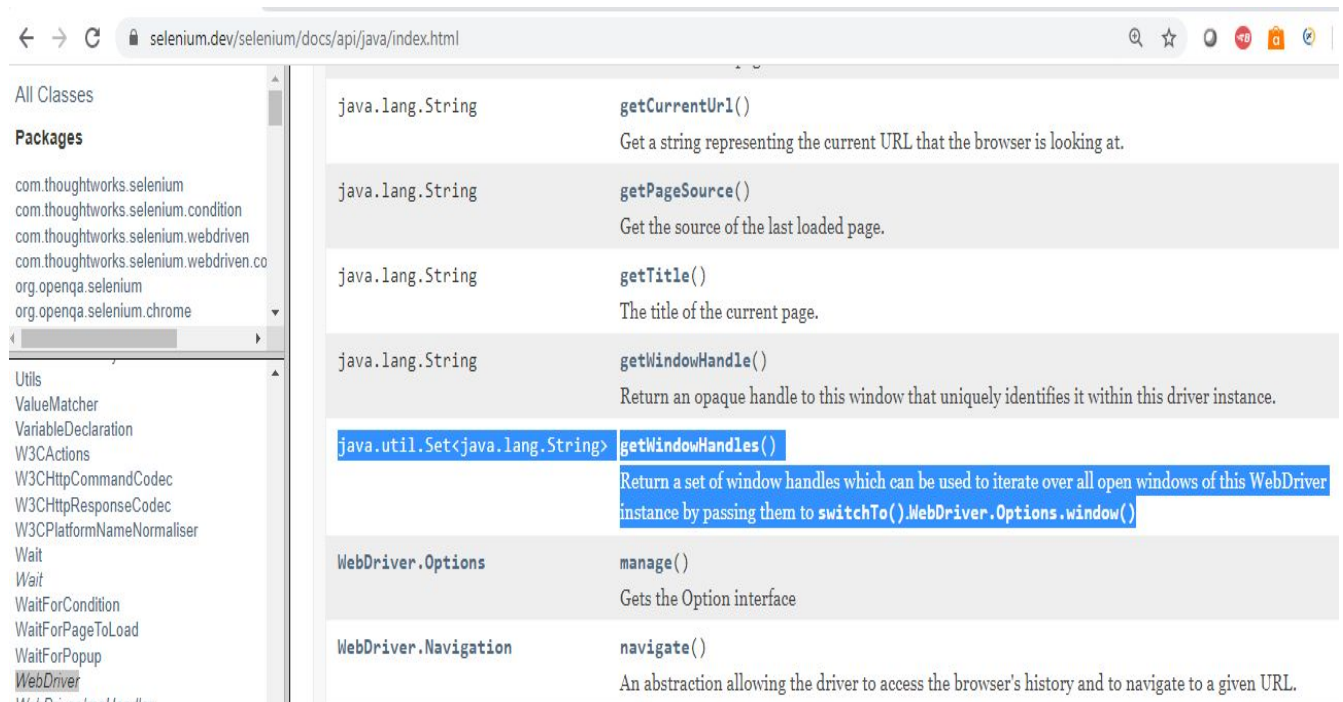 selenium.dev/selenium/docs/api/java/index.html
All Classes
Packages
com.thoughtworks.selenium
com.thoughtworks.selenium.condition
com.thoughtworks.selenium.webdriven
com.thoughtworks.selenium.webdriven.co
org.openqa.selenium
org.openqa.selenium.chrome
Utils
ValueMatcher
VariableDeclaration
W3CActions
W3CHttpCommandCodec
W3CHttpResponseCodec
W3CPlatformNameNormaliser
Wait
Wait
WaitForCondition
WaitForPageToLoad
WaitForPopup
WebDriver
java.lang.String getCurrentUrl()
Get a string representing the current URL that the browser is looking at.
java.lang.String getPageSource()
Get the source of the last loaded page.
java.lang.String getTitle()
The title of the current page.
java.lang.String getWindowHandle()
Return an opaque handle to this window that uniquely identifies it within this driver instance.
java.util.Set<java.lang.String> getWindowHandles()
Return a set of window handles which can be used to iterate over all open windows of this WebDriver
instance by passing them to switchTo().WebDriver.Options.window()
WebDriver.Options manage()
Gets the Option interface
WebDriver.Navigation navigate()
An abstraction allowing the driver to access the browser's history and to navigate to a given URL.